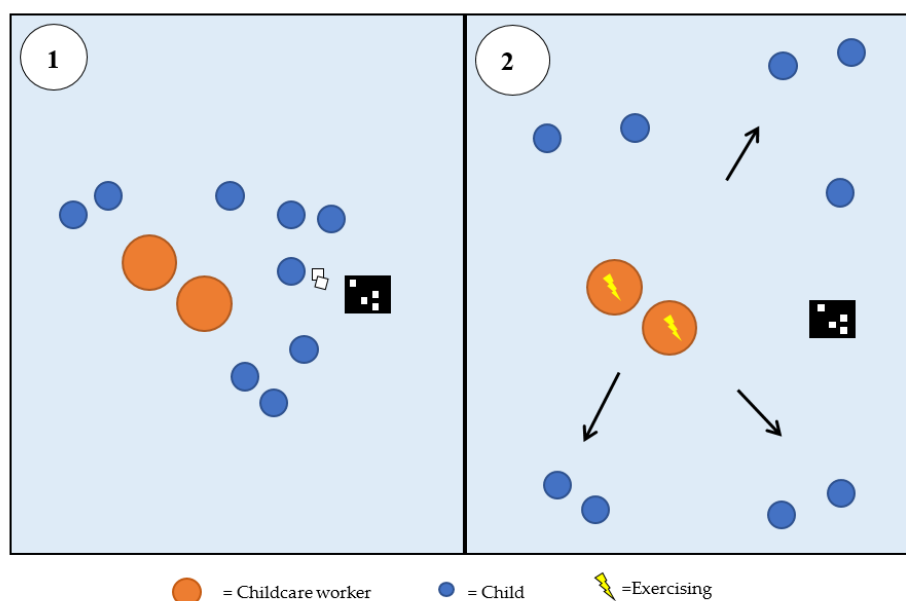 1
2
= Childcare worker
= Child
=Exercising